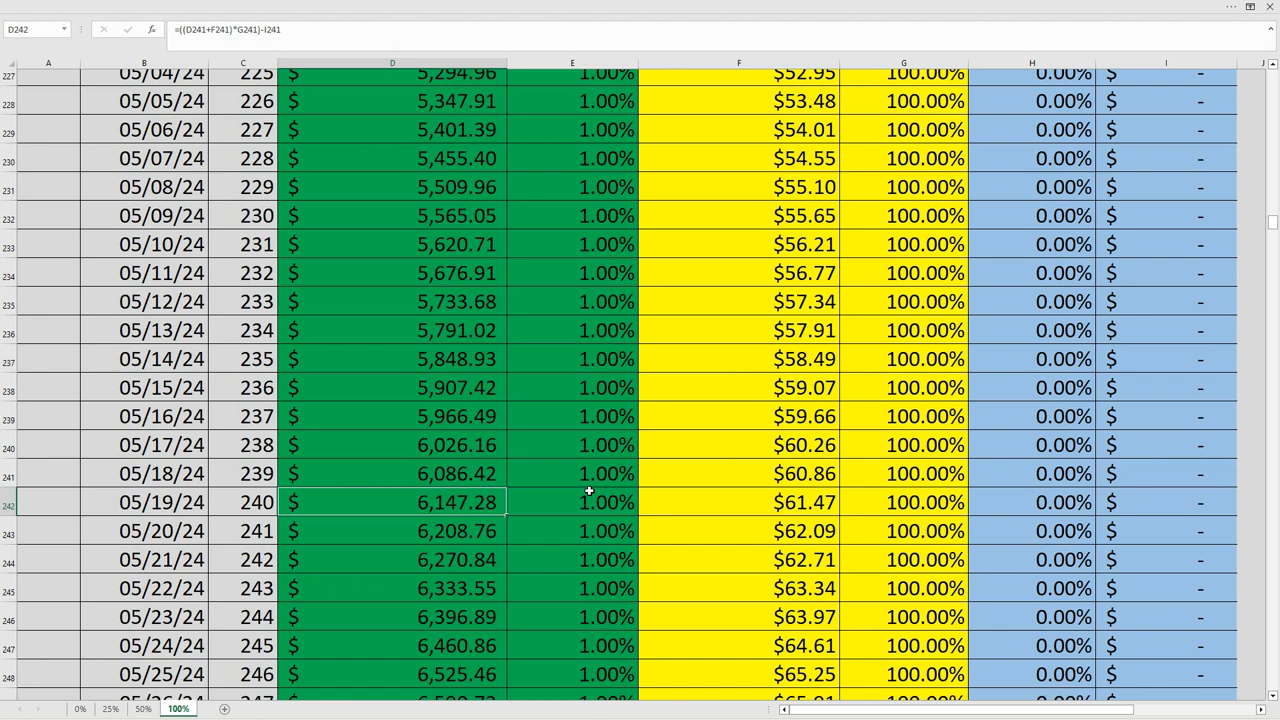 D242 fx =((D241+F241)*G241)-I241
A B C D E F G H I J
227 05/04/24 225 $ 5,294.96 1.00% $52.95 100.00% 0.00% $ -
228 05/05/24 226 $ 5,347.91 1.00% $53.48 100.00% 0.00% $ -
229 05/06/24 227 $ 5,401.39 1.00% $54.01 100.00% 0.00% $ -
230 05/07/24 228 $ 5,455.40 1.00% $54.55 100.00% 0.00% $ -
231 05/08/24 229 $ 5,509.96 1.00% $55.10 100.00% 0.00% $ -
232 05/09/24 230 $ 5,565.05 1.00% $55.65 100.00% 0.00% $ -
233 05/10/24 231 $ 5,620.71 1.00% $56.21 100.00% 0.00% $ -
234 05/11/24 232 $ 5,676.91 1.00% $56.77 100.00% 0.00% $ -
235 05/12/24 233 $ 5,733.68 1.00% $57.34 100.00% 0.00% $ -
236 05/13/24 234 $ 5,791.02 1.00% $57.91 100.00% 0.00% $ -
237 05/14/24 235 $ 5,848.93 1.00% $58.49 100.00% 0.00% $ -
238 05/15/24 236 $ 5,907.42 1.00% $59.07 100.00% 0.00% $ -
239 05/16/24 237 $ 5,966.49 1.00% $59.66 100.00% 0.00% $ -
240 05/17/24 238 $ 6,026.16 1.00% $60.26 100.00% 0.00% $ -
241 05/18/24 239 $ 6,086.42 1.00% $60.86 100.00% 0.00% $ -
242 05/19/24 240 $ 6,147.28 1.00% $61.47 100.00% 0.00% $ -
243 05/20/24 241 $ 6,208.76 1.00% $62.09 100.00% 0.00% $ -
244 05/21/24 242 $ 6,270.84 1.00% $62.71 100.00% 0.00% $ -
245 05/22/24 243 $ 6,333.55 1.00% $63.34 100.00% 0.00% $ -
246 05/23/24 244 $ 6,396.89 1.00% $63.97 100.00% 0.00% $ -
247 05/24/24 245 $ 6,460.86 1.00% $64.61 100.00% 0.00% $ -
248 05/25/24 246 $ 6,525.46 1.00% $65.25 100.00% 0.00% $ -
0% 25% 50% 100%